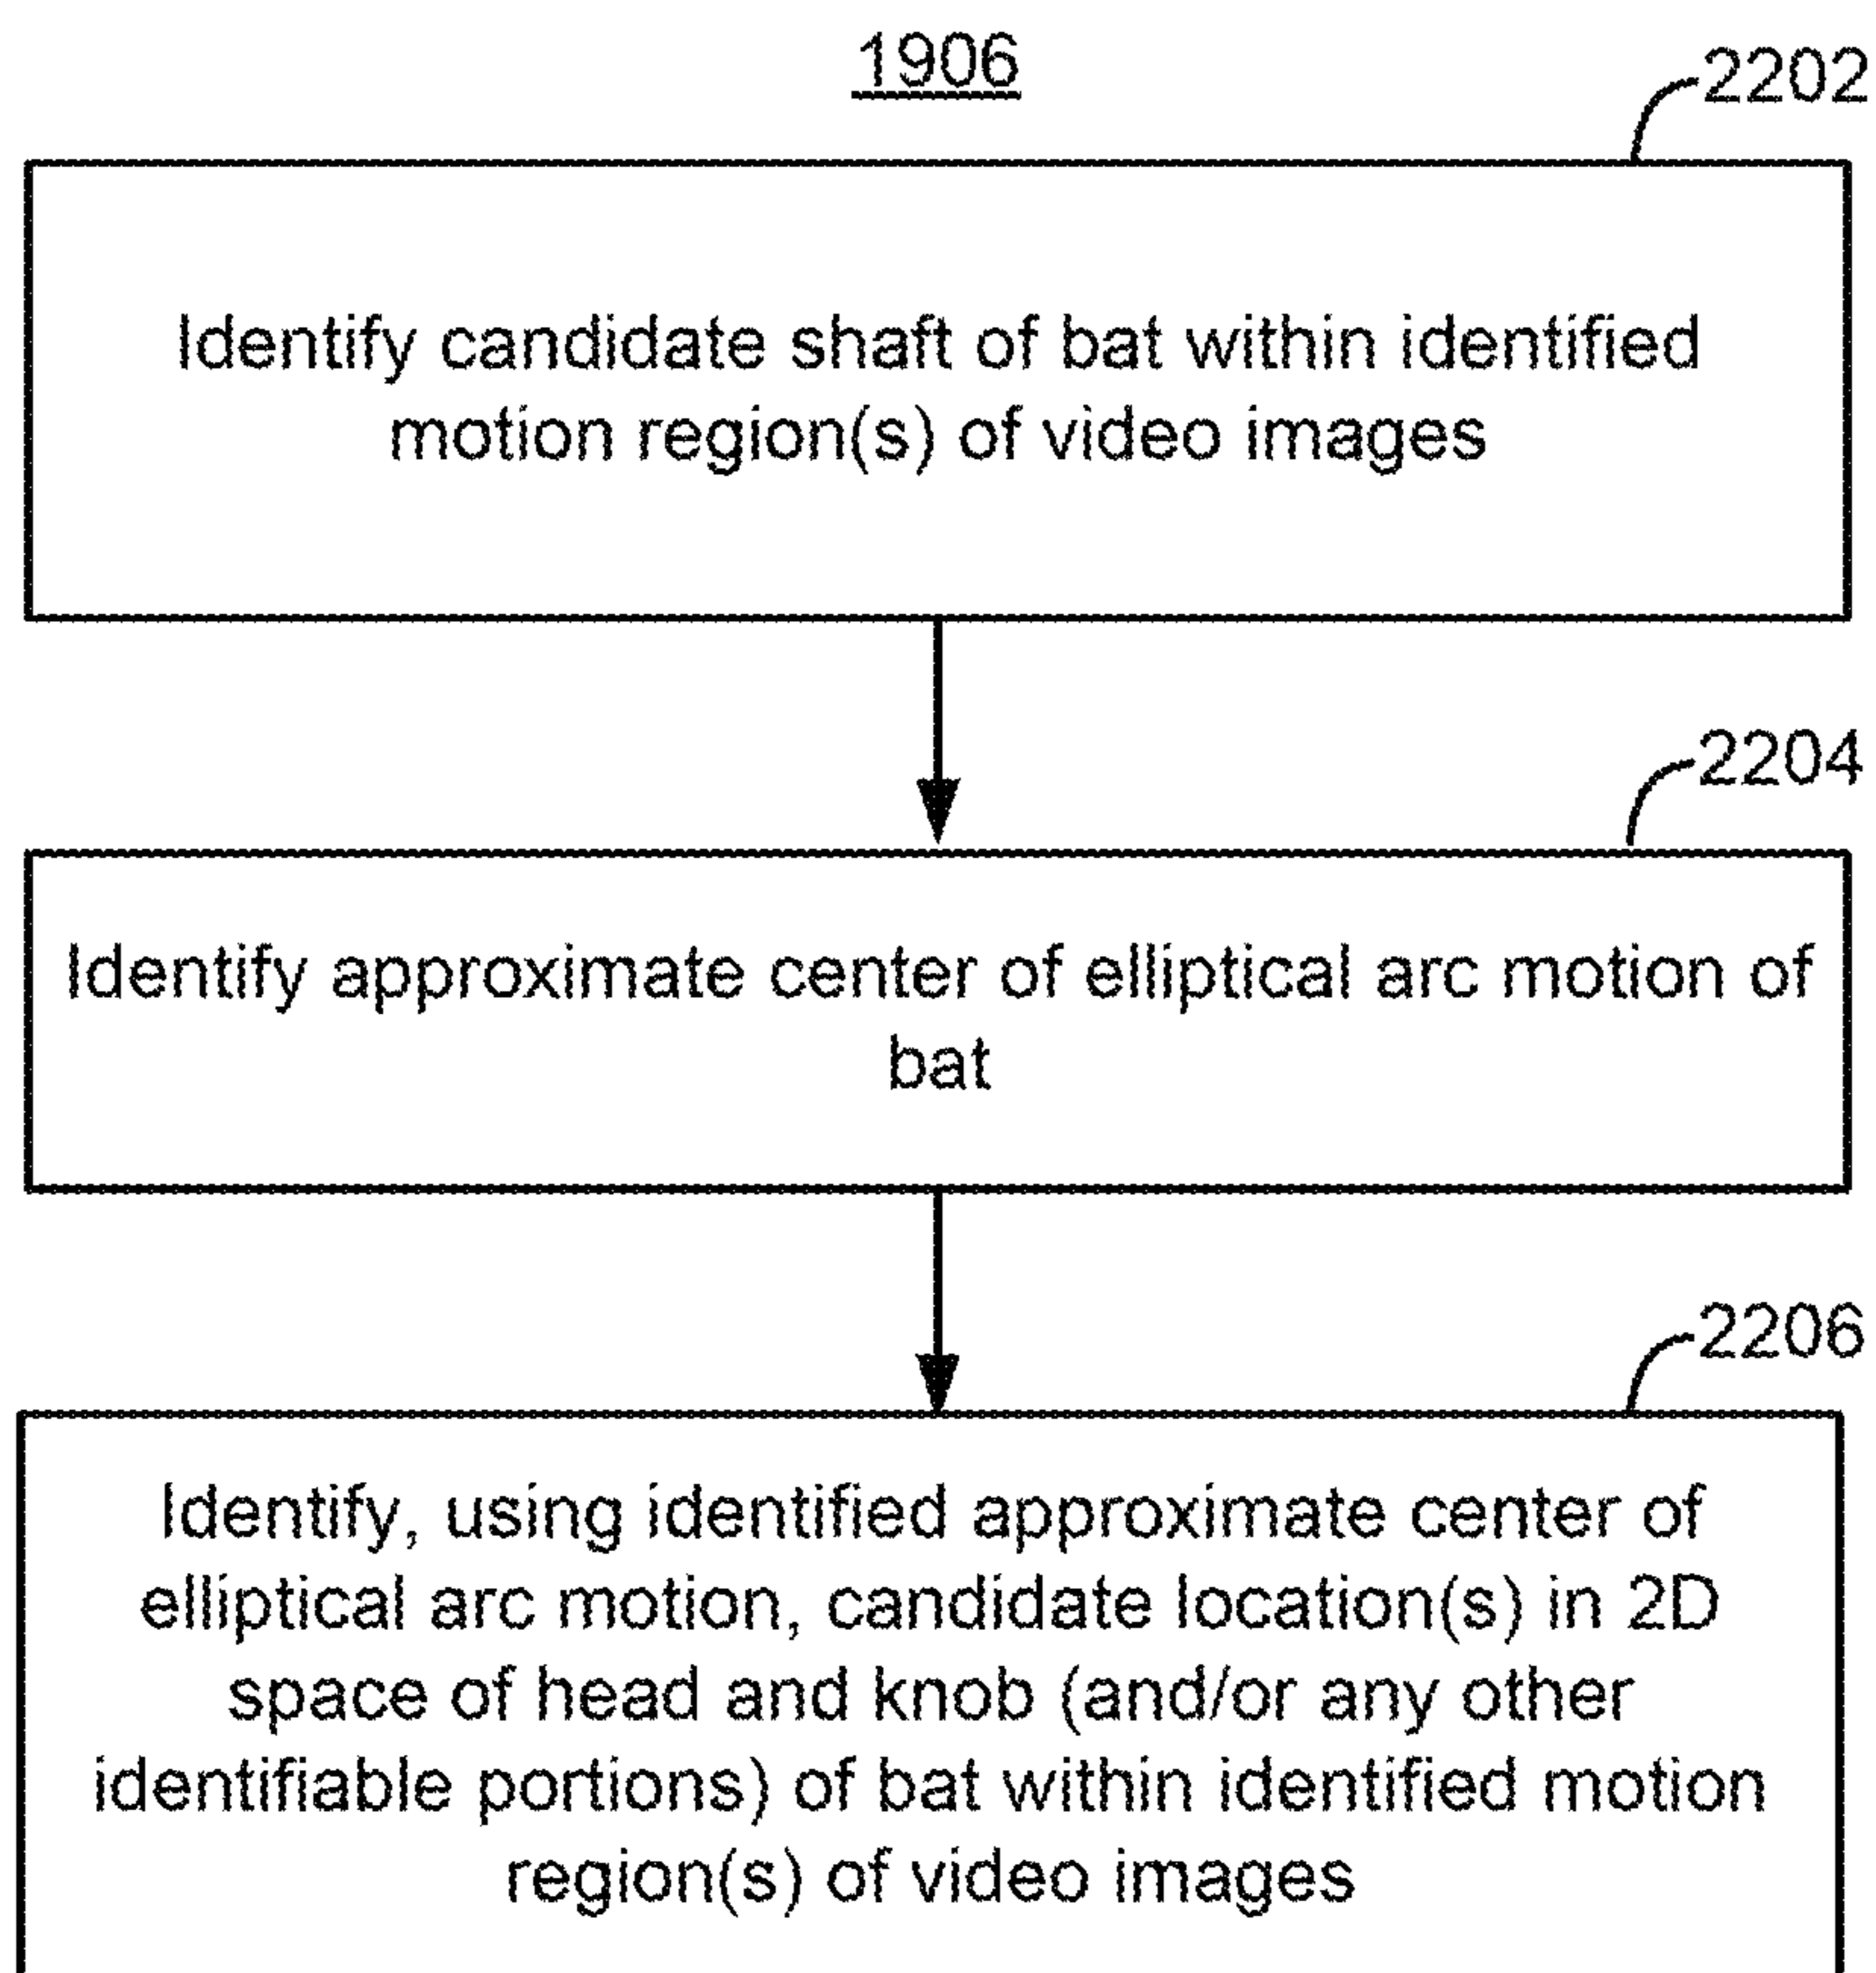 1906
2202
Identify candidate shaft of bat within identified
motion region(s) of video images
2204
Identify approximate center of elliptical arc motion of
bat
2206
Identify, using identified approximate center of
elliptical arc motion, candidate location(s) in 2D
space of head and knob (and/or any other
identifiable portions) of bat within identified motion
region(s) of video images